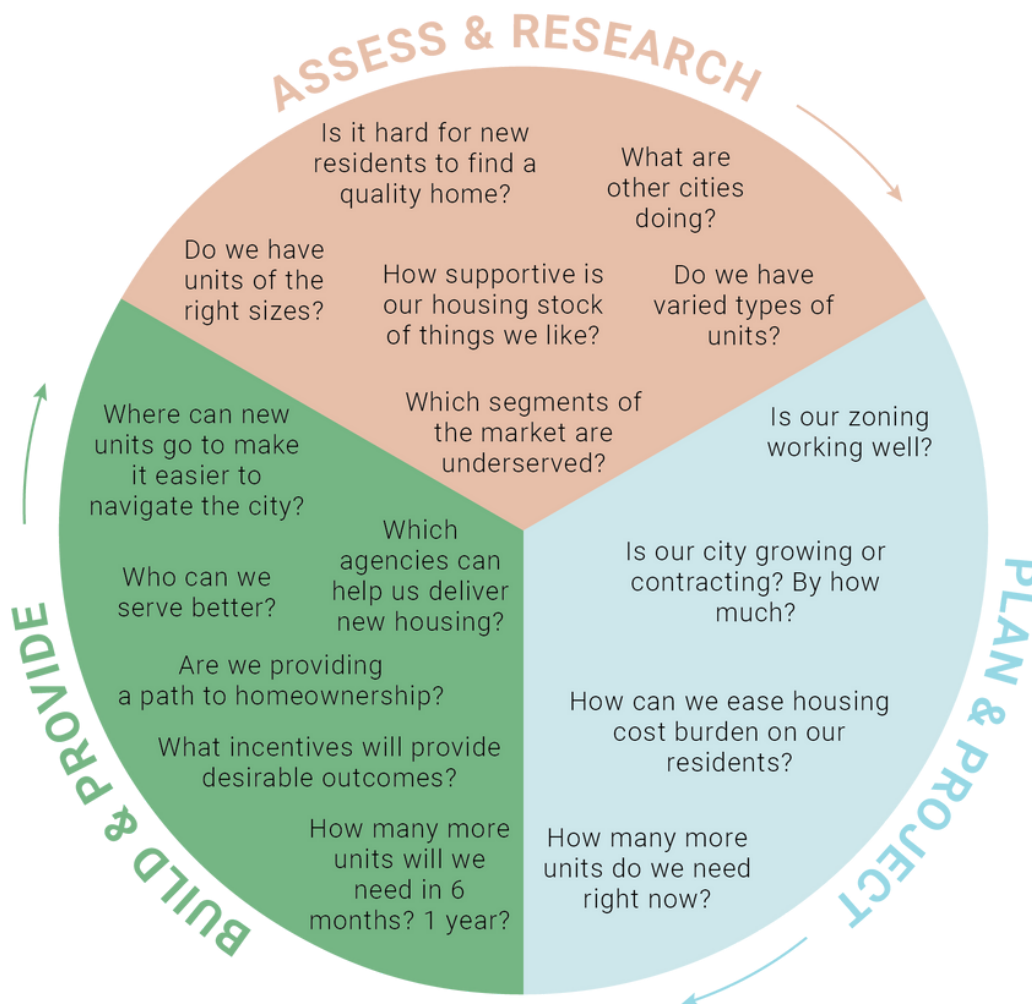 ASSESS & RESEARCH
Is it hard for new
residents to find a
quality home?
What are
other cities
doing?
Do we have
units of the
right sizes?
How supportive is
our housing stock
of things we like?
Do we have
varied types of
units?
Which segments of
the market are
underserved?
PLAN & PROJECT
Is our zoning
working well?
Is our city growing or
contracting? By how
much?
How can we ease housing
cost burden on our
residents?
How many more
units do we need
right now?
BUILD & PROVIDE
Where can new
units go to make
it easier to
navigate the city?
Which
agencies can
help us deliver
new housing?
Who can we
serve better?
Are we providing
a path to homeownership?
What incentives will provide
desirable outcomes?
How many more
units will we
need in 6
months? 1 year?